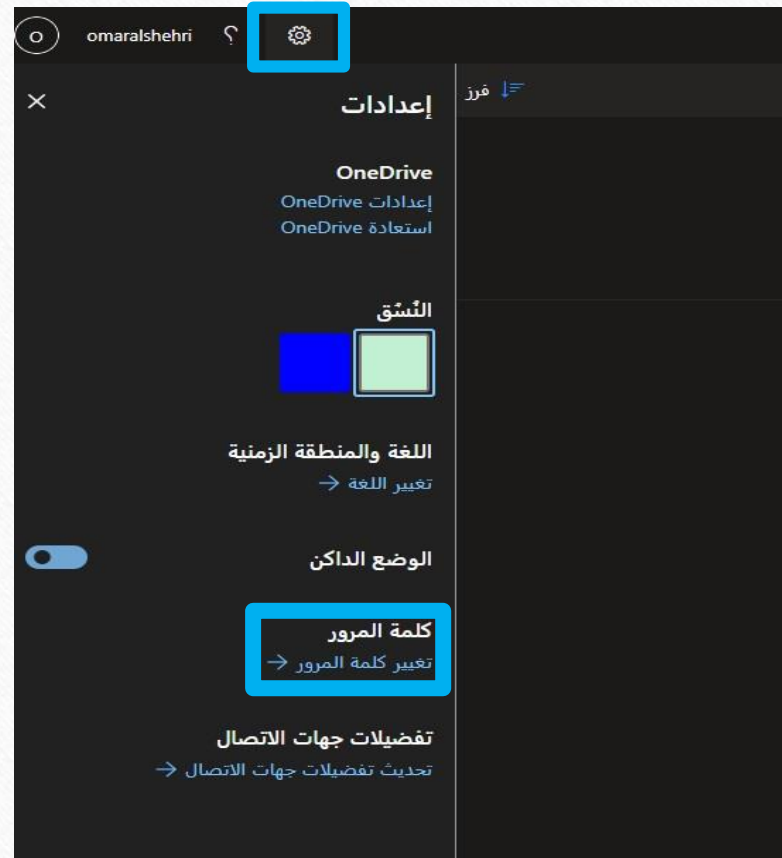 omaralshehri ؟
فرز
إعدادات
OneDrive
إعدادات OneDrive
استعادة OneDrive
النُسُق
اللغة والمنطقة الزمنية
تغيير اللغة ←
الوضع الداكن
كلمة المرور
تغيير كلمة المرور ←
تفضيلات جهات الاتصال
تحديث تفضيلات جهات الاتصال ←